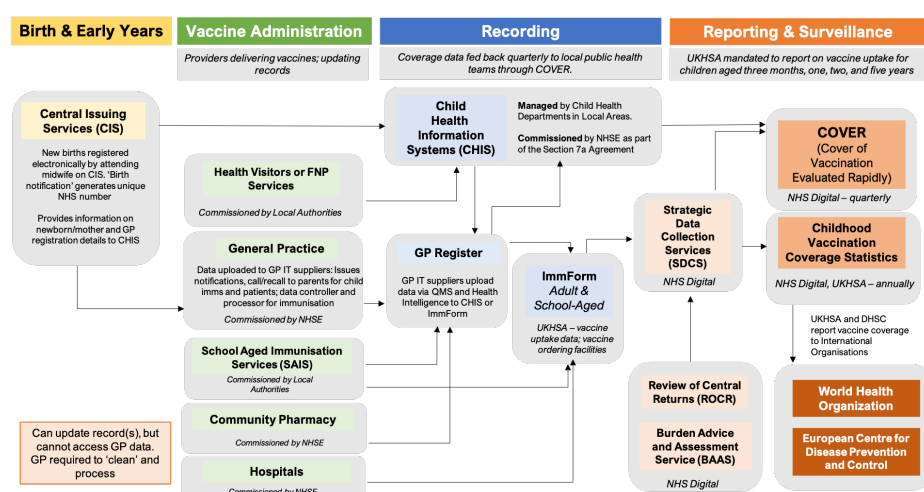 Birth & Early Years
Vaccine Administration
Recording
Reporting & Surveillance
Providers delivering vaccines; updating
records
Coverage data fed back quarterly to local public health
teams through COVER.
UKHSA mandated to report on vaccine uptake for
children aged three months, one, two, and five years
Central Issuing
Services (CIS)
New births registered
electronically by attending
midwife on CIS. ‘Birth
notification’ generates unique
NHS number
Provides information on
newborn/mother and GP
registration details to CHIS
Health Visitors or FNP
Services
Commissioned by Local Authorities
General Practice
Data uploaded to GP IT suppliers: Issues
notifications, call/recall to parents for child
imms and patients; data controller and
processor for immunisation
Commissioned by NHSE
School Aged Immunisation
Services (SAIS)
Commissioned by Local
Authorities
Community Pharmacy
Commissioned by NHSE
Hospitals
Commissioned by NHSE
Can update record(s), but
cannot access GP data.
GP required to ‘clean’ and
process
Child
Health
Information
Systems (CHIS)
Managed by Child Health
Departments in Local Areas.
Commissioned by NHSE as part
of the Section 7a Agreement
GP Register
GP IT suppliers upload
data via QMS and Health
Intelligence to CHIS or
ImmForm
ImmForm
Adult &
School-Aged
UKHSA – vaccine
uptake data; vaccine
ordering facilities
Strategic
Data
Collection
Services
(SDCS)
NHS Digital
Review of Central
Returns (ROCR)
Burden Advice
and Assessment
Service (BAAS)
NHS Digital
COVER
(Cover of
Vaccination
Evaluated Rapidly)
NHS Digital – quarterly
Childhood
Vaccination
Coverage Statistics
NHS Digital, UKHSA – annually
UKHSA and DHSC
report vaccine coverage
to International
Organisations
World Health
Organization
European Centre for
Disease Prevention
and Control